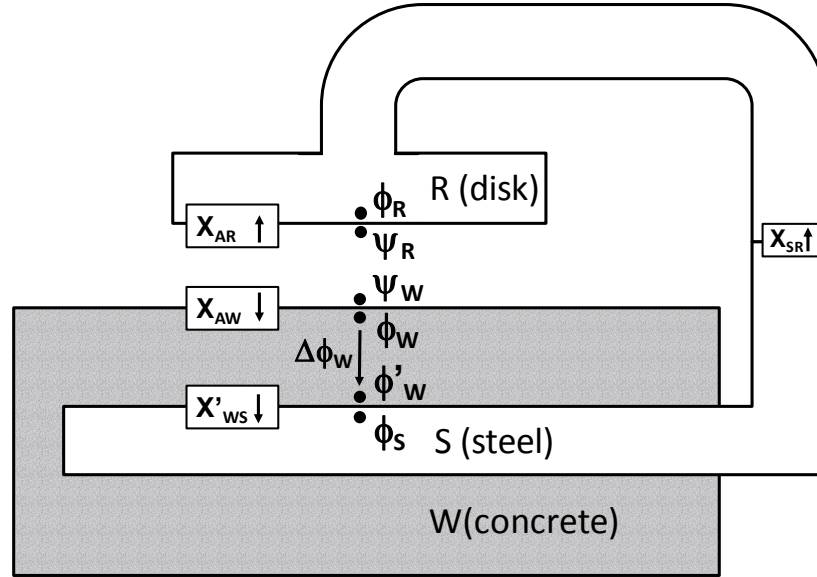 R (disk)
ϕR
XAR ↑
ψR
XSR↑
ψW
XAW ↓
ϕW
ΔϕW
ϕ'W
X'WS ↓
ϕS
S (steel)
W(concrete)